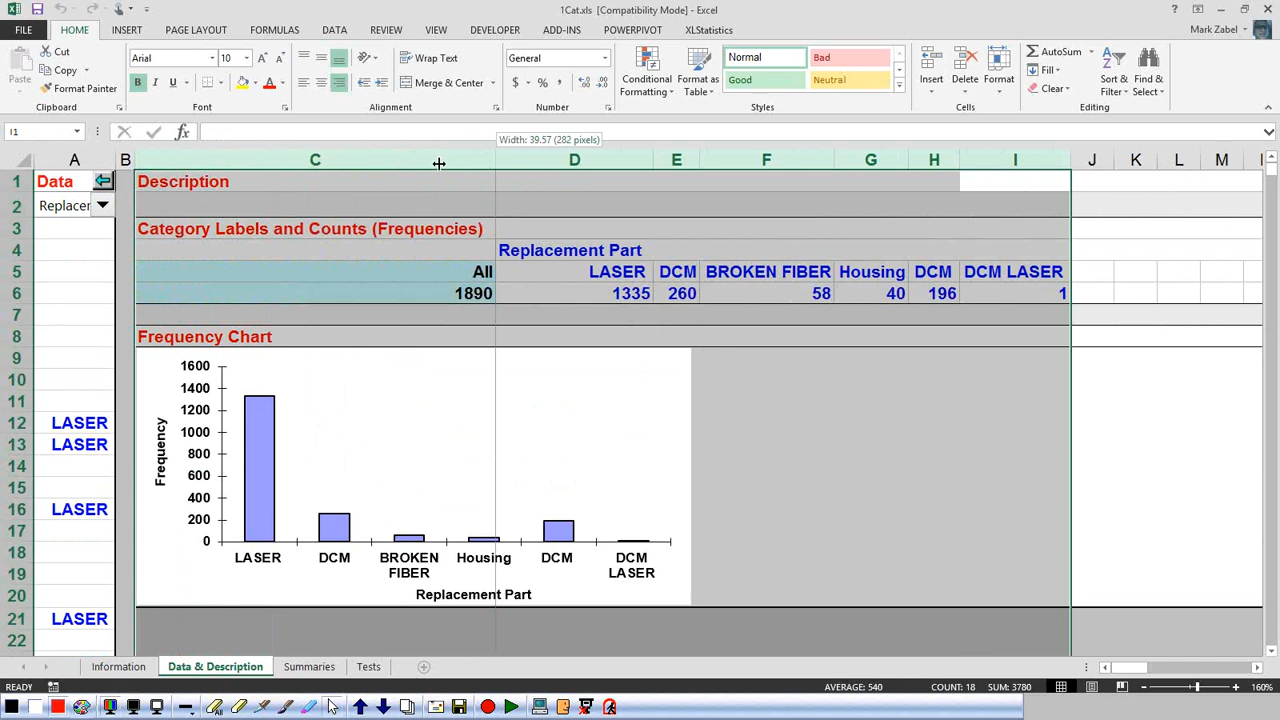 1Cat.xls [Compatibility Mode] - Excel
FILE HOME INSERT PAGE LAYOUT FORMULAS DATA REVIEW VIEW DEVELOPER ADD-INS POWERPIVOT XLStatistics Mark Zabel
Paste Cut Copy Format Painter
Arial 10
B I U
Wrap Text
Merge & Center
General
$ % ,
Conditional Formatting
Format as Table
Normal Bad
Good Neutral
Insert Delete Format
AutoSum
Fill
Clear
Sort & Filter
Find & Select
Clipboard Font Alignment Number Styles Cells Editing
I1 fx
Width: 39.57 (282 pixels)
A B C D E F G H I J K L M
1 Data Description
2 Replacer
3 Category Labels and Counts (Frequencies)
4 Replacement Part
5 All LASER DCM BROKEN FIBER Housing DCM DCM LASER
6 1890 1335 260 58 40 196 1
7
8 Frequency Chart
9
10
11
12 LASER
13 LASER
14
15
16 LASER
17
18
19
20
21 LASER
22
Frequency
1600
1400
1200
1000
800
600
400
200
0
LASER DCM BROKEN FIBER Housing DCM DCM LASER
Replacement Part
Information Data & Description Summaries Tests
READY AVERAGE: 540 COUNT: 18 SUM: 3780 160%